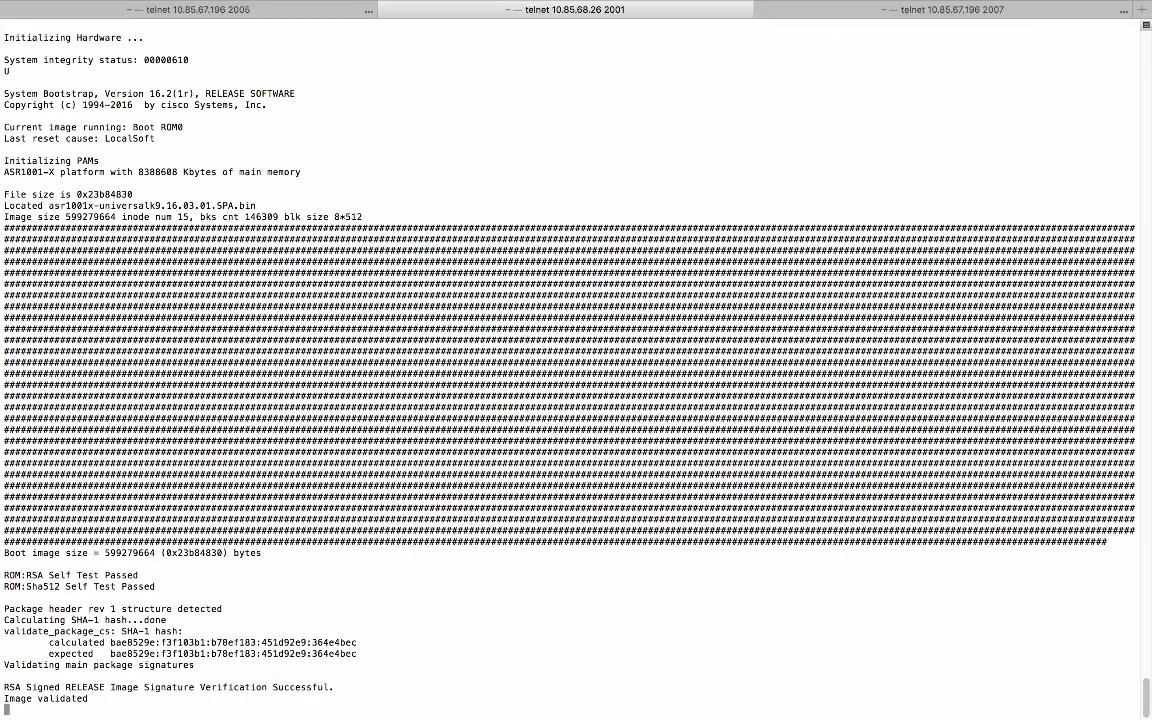 ~ — telnet 10.85.67.196 2005 ... ~ — telnet 10.85.68.26 2001 ~ — telnet 10.85.67.196 2007 ... +
Initializing Hardware ...
System integrity status: 00000610
U
System Bootstrap, Version 16.2(1r), RELEASE SOFTWARE
Copyright (c) 1994-2016  by cisco Systems, Inc.
Current image running: Boot ROM0
Last reset cause: LocalSoft
Initializing PAMs
ASR1001-X platform with 8388608 Kbytes of main memory
File size is 0x23b84830
Located asr1001x-universalk9.16.03.01.SPA.bin
Image size 599279664 inode num 15, bks cnt 146309 blk size 8*512
Boot image size = 599279664 (0x23b84830) bytes
ROM:RSA Self Test Passed
ROM:Sha512 Self Test Passed
Package header rev 1 structure detected
Calculating SHA-1 hash...done
validate_package_cs: SHA-1 hash:
calculated bae8529e:f3f103b1:b78ef183:451d92e9:364e4bec
expected   bae8529e:f3f103b1:b78ef183:451d92e9:364e4bec
Validating main package signatures
RSA Signed RELEASE Image Signature Verification Successful.
Image validated